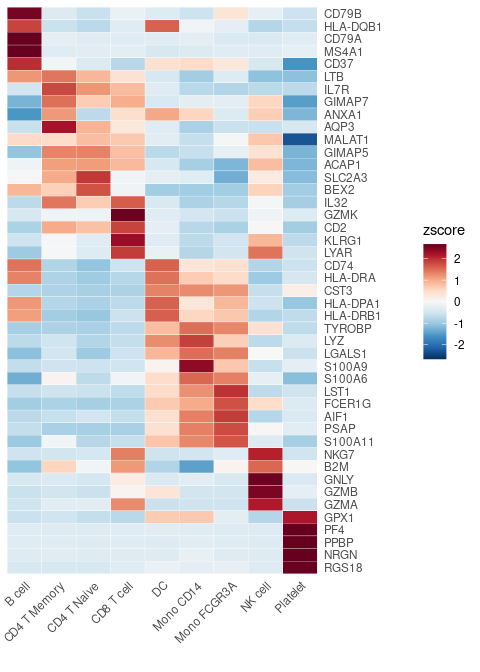 CD79B
HLA-DQB1
CD79A
MS4A1
CD37
LTB
IL7R
GIMAP7
ANXA1
AQP3
MALAT1
GIMAP5
ACAP1
SLC2A3
BEX2
IL32
GZMK
CD2
KLRG1
LYAR
CD74
HLA-DRA
CST3
HLA-DPA1
HLA-DRB1
TYROBP
LYZ
LGALS1
S100A9
S100A6
LST1
FCER1G
AIF1
PSAP
S100A11
NKG7
B2M
GNLY
GZMB
GZMA
GPX1
PF4
PPBP
NRGN
RGS18
B cell
CD4 T Memory
CD4 T Naive
CD8 T cell
DC
Mono CD14
Mono FCGR3A
NK cell
Platelet
zscore
2
1
0
-1
-2